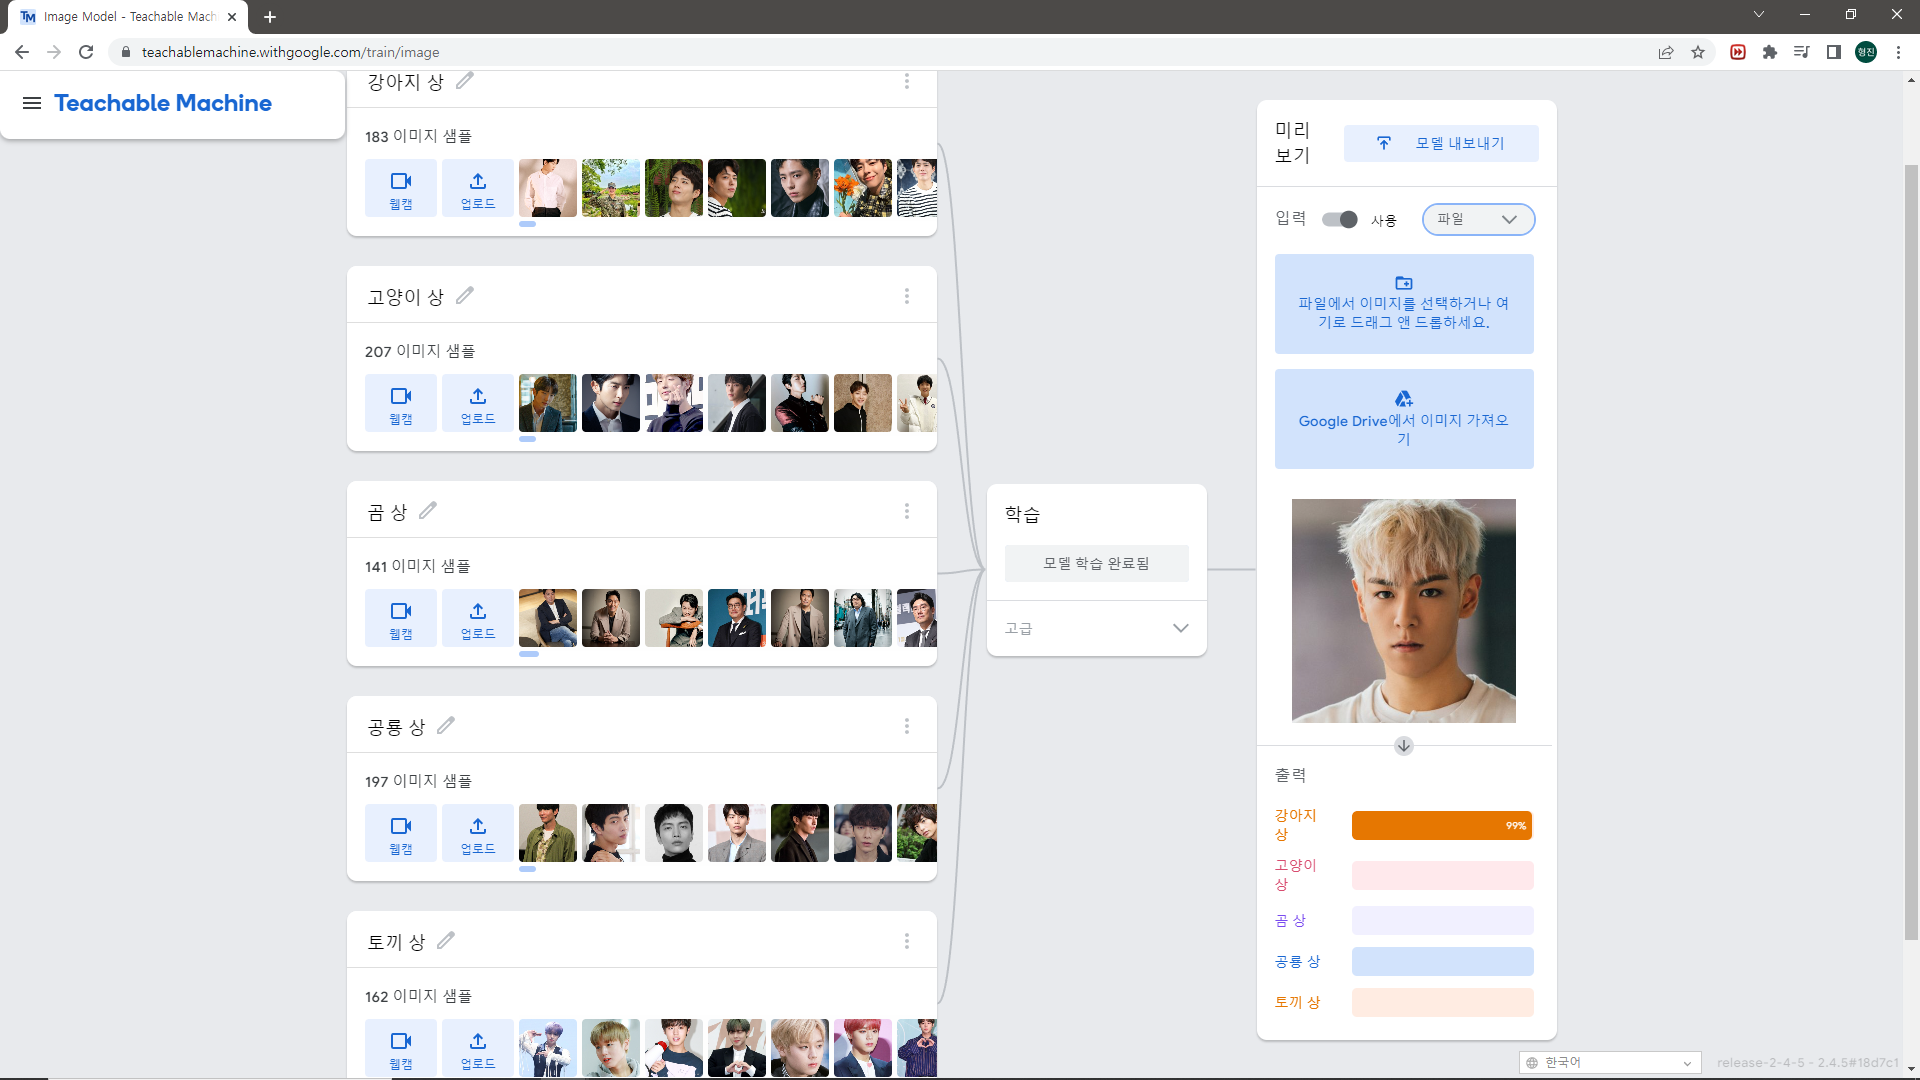 Image Model - Teachable Mach
teachablemachine.withgoogle.com/train/image
형진
Teachable Machine
강아지 상
183 이미지 샘플
웹캠
업로드
고양이 상
207 이미지 샘플
웹캠
업로드
곰 상
141 이미지 샘플
웹캠
업로드
공룡 상
197 이미지 샘플
웹캠
업로드
토끼 상
162 이미지 샘플
웹캠
업로드
학습
모델 학습 완료됨
고급
미리
보기
모델 내보내기
입력
사용
파일
파일에서 이미지를 선택하거나 여
기로 드래그 앤 드롭하세요.
Google Drive에서 이미지 가져오
기
출력
강아지
상
99%
고양이
상
곰 상
공룡 상
토끼 상
한국어
release-2-4-5 - 2.4.5#18d7c1